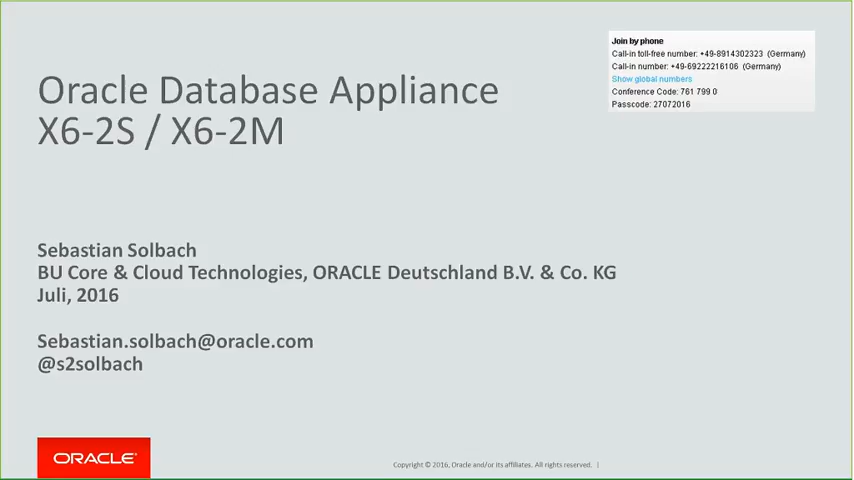 Join by phone
Call-in toll-free number: +49-8914302323 (Germany)
Call-in number: +49-69222216106 (Germany)
Show global numbers
Conference Code: 761 799 0
Passcode: 27072016
Oracle Database Appliance
X6-2S / X6-2M
Sebastian Solbach
BU Core & Cloud Technologies, ORACLE Deutschland B.V. & Co. KG
Juli, 2016
Sebastian.solbach@oracle.com
@s2solbach
ORACLE
Copyright © 2016, Oracle and/or its affiliates. All rights reserved. |